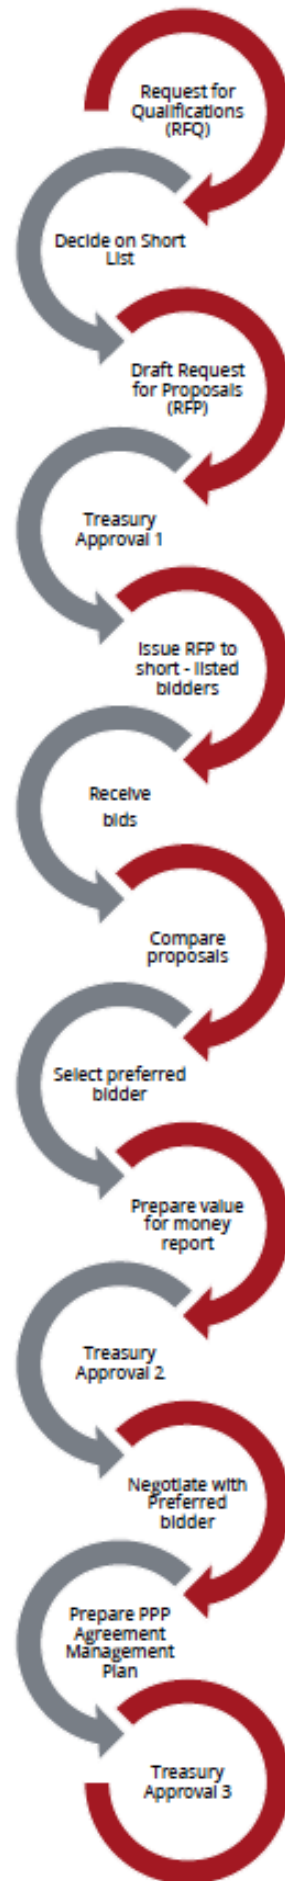 Request for
Qualifications
(RFQ)
Decide on Short
List
Draft Request
for Proposals
(RFP)
Treasury
Approval 1
Issue RFP to
short - listed
bidders
Receive
bids
Compare
proposals
Select preferred
bidder
Prepare value
for money
report
Treasury
Approval 2
Negotiate with
Preferred
bidder
Prepare PPP
Agreement
Management
Plan
Treasury
Approval 3